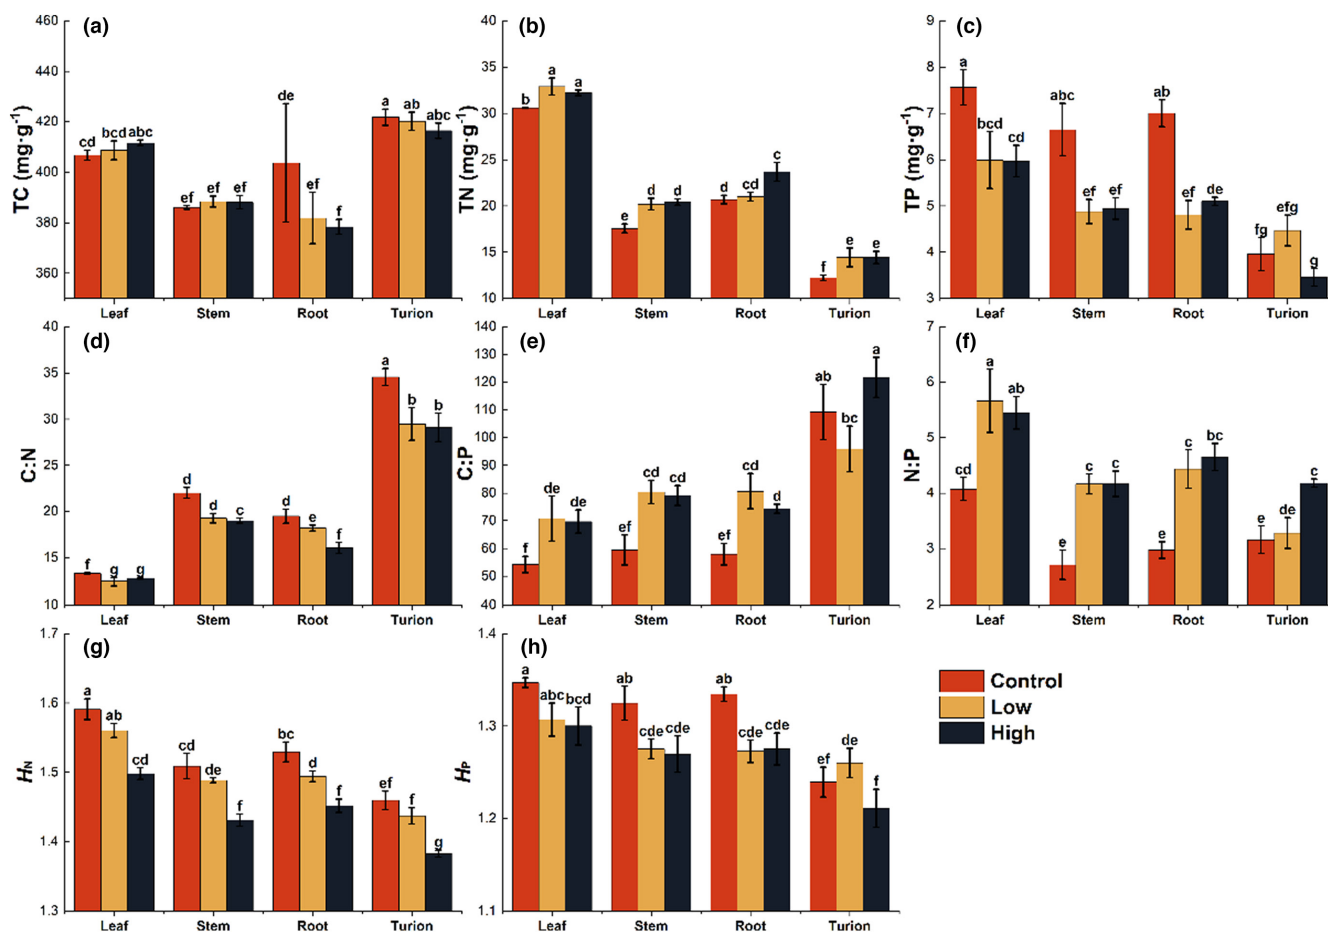 (a)
TC (mg·g-1)
460
440
420
400
380
360
cd bcd abc
ef ef ef
de ef f
a ab abc
Leaf Stem Root Turion
(b)
TN (mg·g-1)
40
35
30
25
20
15
10
b a a
e d d
d cd c
f e e
Leaf Stem Root Turion
(c)
TP (mg·g-1)
9
8
7
6
5
4
3
a bcd cd
abc ef ef
ab ef de
fg efg g
Leaf Stem Root Turion
(d)
C:N
40
35
30
25
20
15
10
f g g
d d c
d e f
a b b
Leaf Stem Root Turion
(e)
C:P
140
130
120
110
100
90
80
70
60
50
40
f de de
ef cd cd
ef cd d
ab bc a
Leaf Stem Root Turion
(f)
N:P
7
6
5
4
3
2
cd a ab
e c c
e c bc
e de c
Leaf Stem Root Turion
(g)
HN
1.7
1.6
1.5
1.4
1.3
a ab cd
cd de f
bc d f
ef f g
Leaf Stem Root Turion
(h)
HP
1.4
1.3
1.2
1.1
a abc bcd
ab cde cde
ab cde cde
ef de f
Leaf Stem Root Turion
Control
Low
High